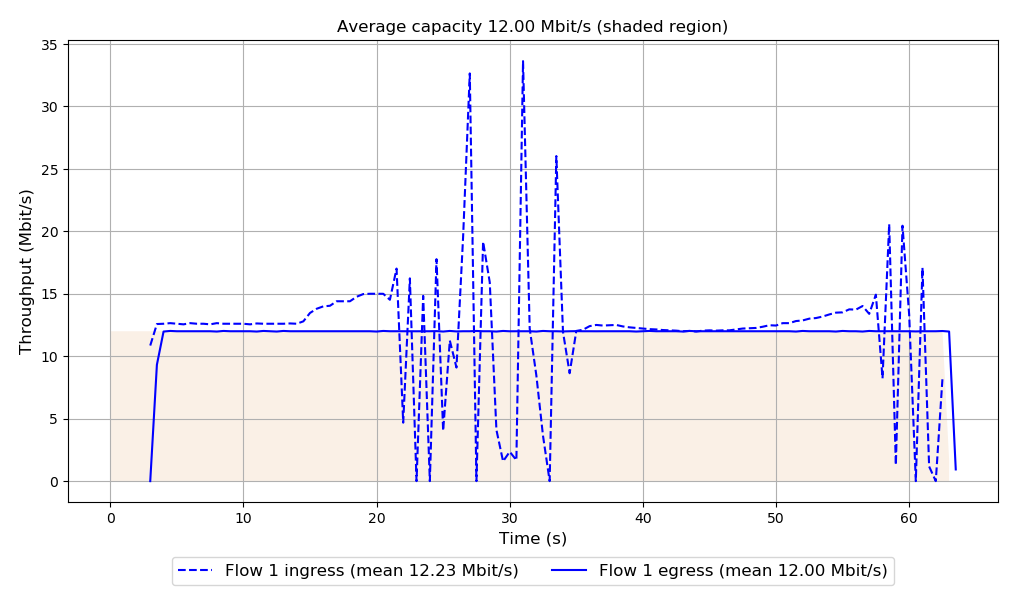 Average capacity 12.00 Mbit/s (shaded region)
Throughput (Mbit/s)
35
30
25
20
15
10
5
0
0 10 20 30 40 50 60
Time (s)
Flow 1 ingress (mean 12.23 Mbit/s) Flow 1 egress (mean 12.00 Mbit/s)